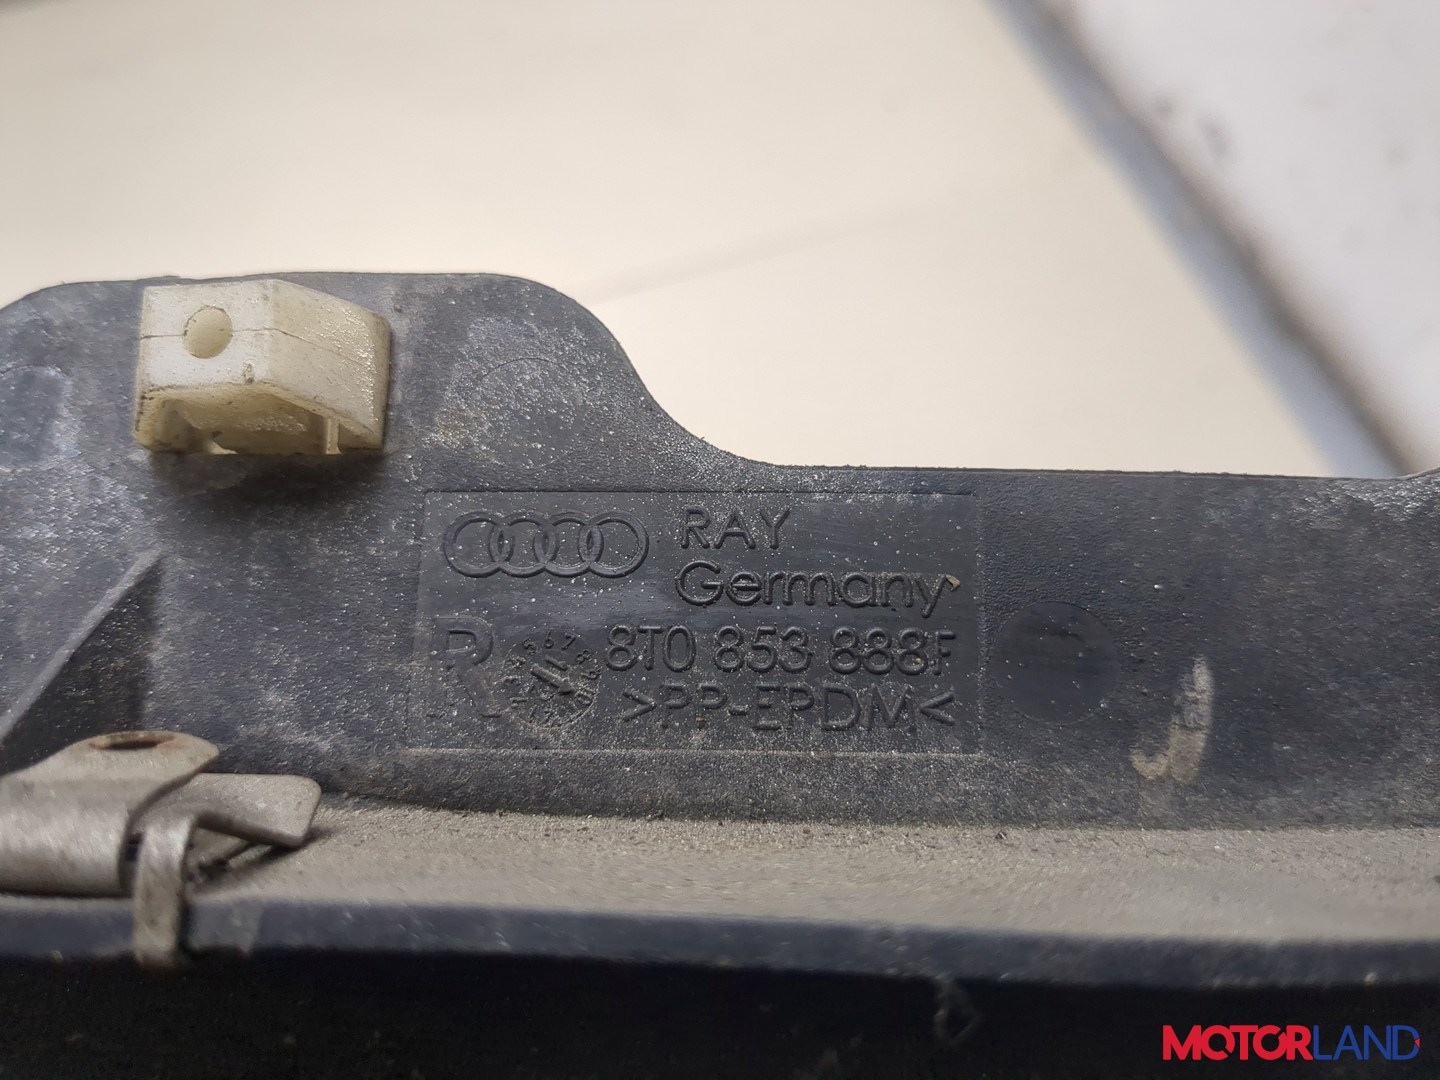 RAY
Germany
8T0 853 888F
>PP-EPDM<
MOTORLAND